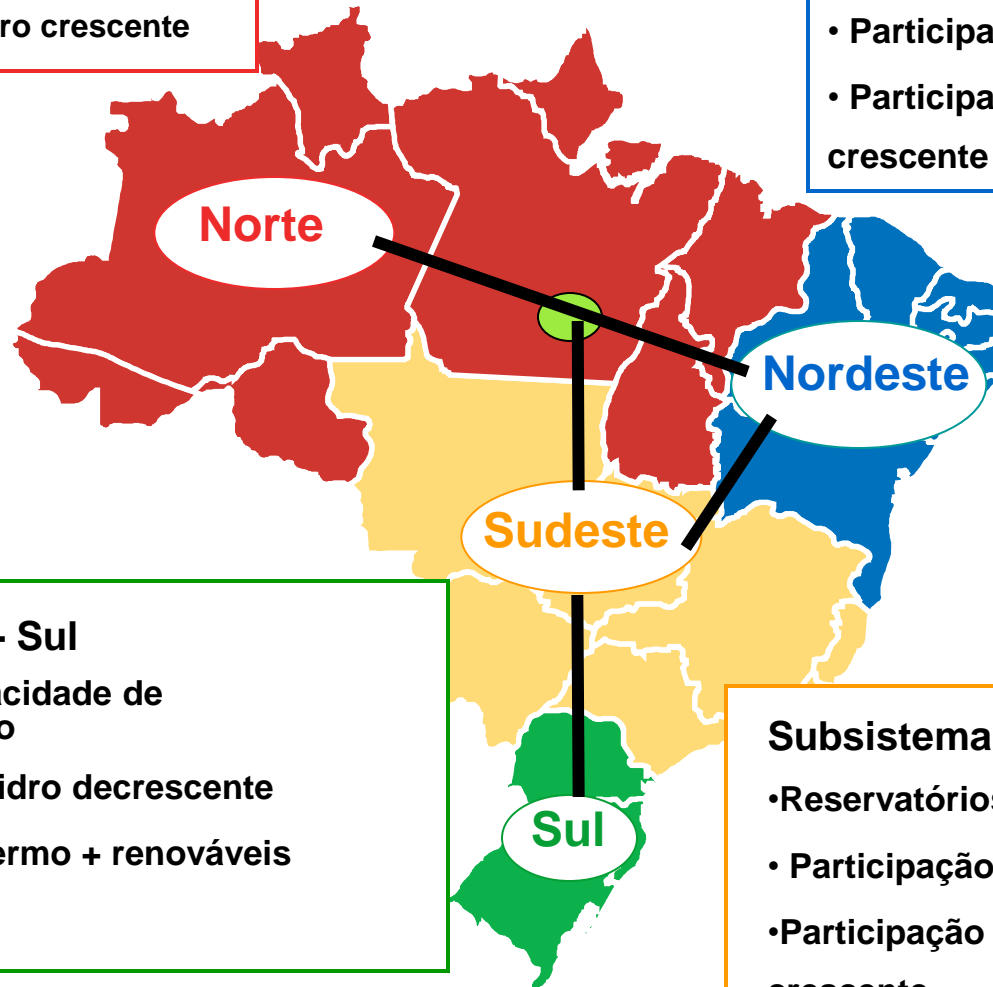 ro crescente
• Participa
• Participa
crescente
Norte
Nordeste
Sudeste
- Sul
acidade de
o
idro decrescente
ermo + renováveis
Sul
Subsistema
•Reservatórios
• Participação
•Participação
crescente